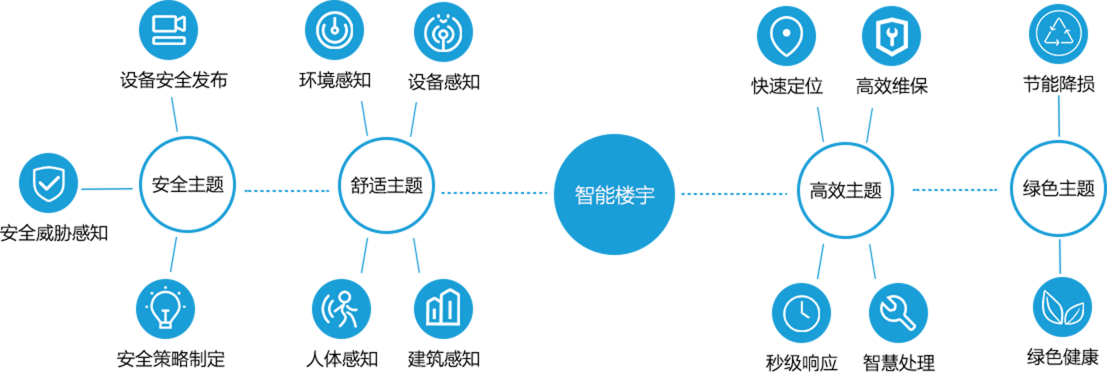 设备安全发布
环境感知
设备感知
快速定位
高效维保
节能降损
安全主题
舒适主题
智能楼宇
高效主题
绿色主题
安全威胁感知
安全策略制定
人体感知
建筑感知
秒级响应
智慧处理
绿色健康